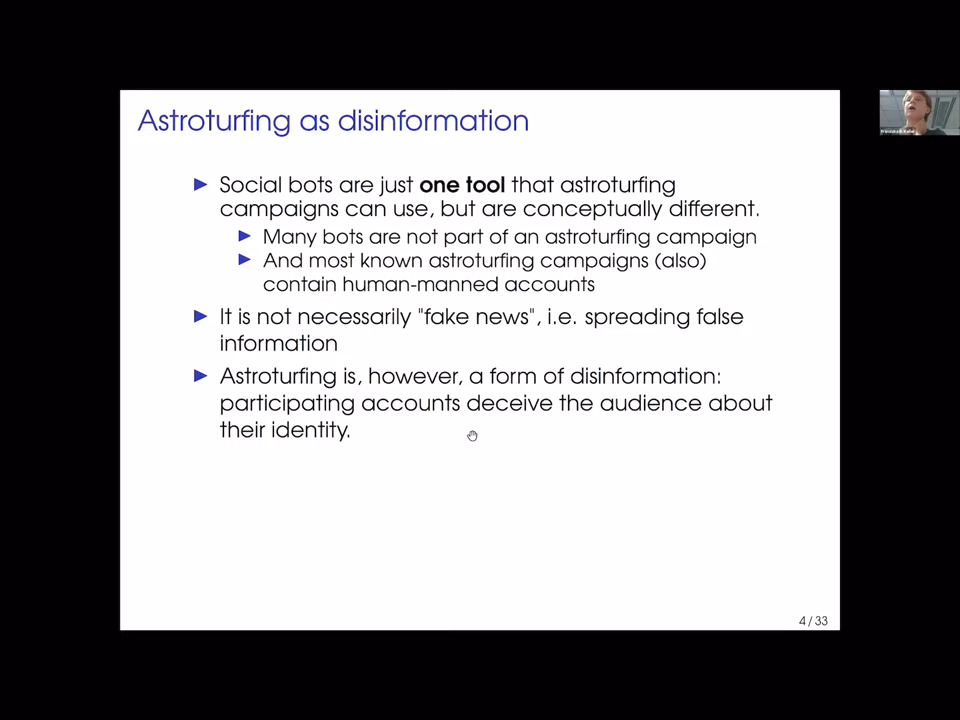 Astroturfing as disinformation
Social bots are just one tool that astroturfing
campaigns can use, but are conceptually different.
Many bots are not part of an astroturfing campaign
And most known astroturfing campaigns (also)
contain human-manned accounts
It is not necessarily "fake news", i.e. spreading false
information
Astroturfing is, however, a form of disinformation:
participating accounts deceive the audience about
their identity.
4 / 33